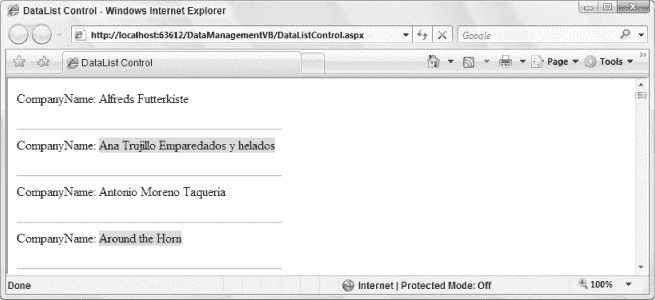 DataList Control - Windows Internet Explorer
http://localhost:63612/DataManagementVB/DataListControl.aspx
Google
DataList Control
Page
Tools
CompanyName: Alfreds Futterkiste
CompanyName: Ana Trujillo Emparedados y helados
CompanyName: Antonio Moreno Taquería
CompanyName: Around the Horn
Done
Internet | Protected Mode: Off
100%